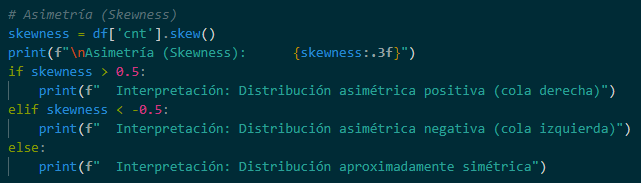 # Asimetría (Skewness)
skewness = df['cnt'].skew()
print(f"\nAsimetría (Skewness):      {skewness:.3f}")
if skewness > 0.5:
    print(f"  Interpretación: Distribución asimétrica positiva (cola derecha)")
elif skewness < -0.5:
    print(f"  Interpretación: Distribución asimétrica negativa (cola izquierda)")
else:
    print(f"  Interpretación: Distribución aproximadamente simétrica")